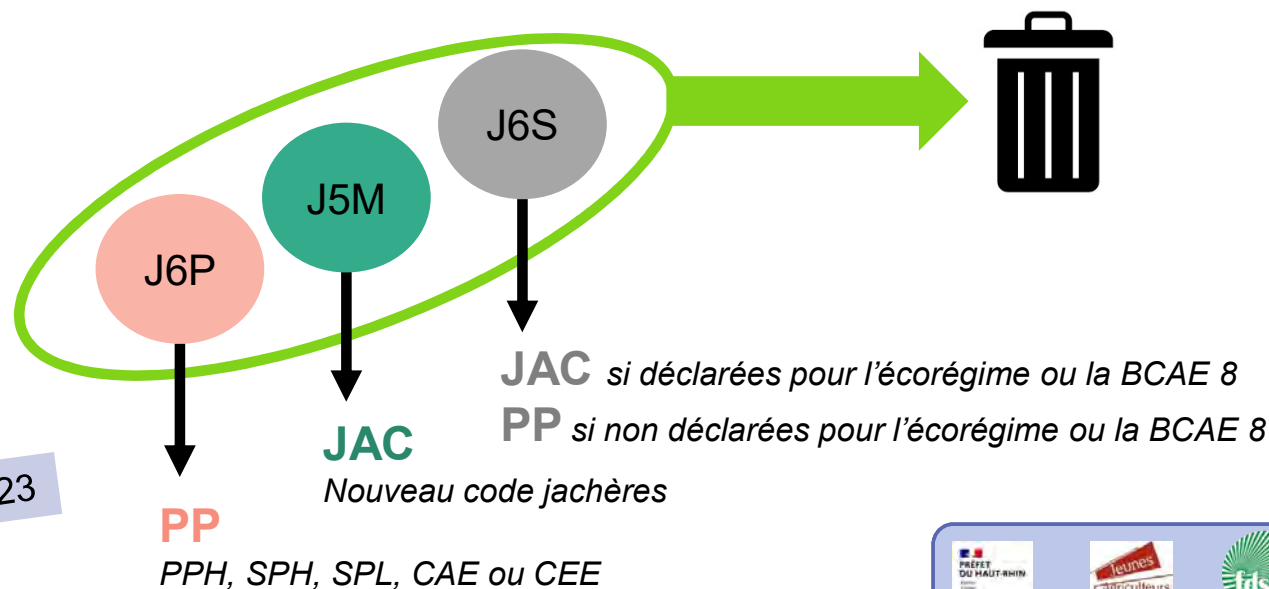 J6S
J5M
J6P
JAC si déclarées pour l’écorégime ou la BCAE 8
PP si non déclarées pour l’écorégime ou la BCAE 8
JAC
Nouveau code jachères
23
PP
PPH, SPH, SPL, CAE ou CEE
PRÉFET
DU HAUT-RHIN
Jeunes
Agriculteurs
fds